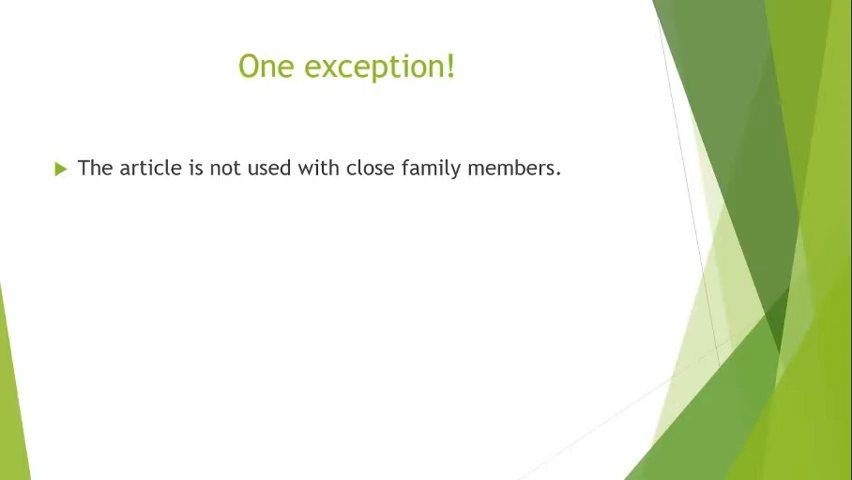 One exception!
The article is not used with close family members.